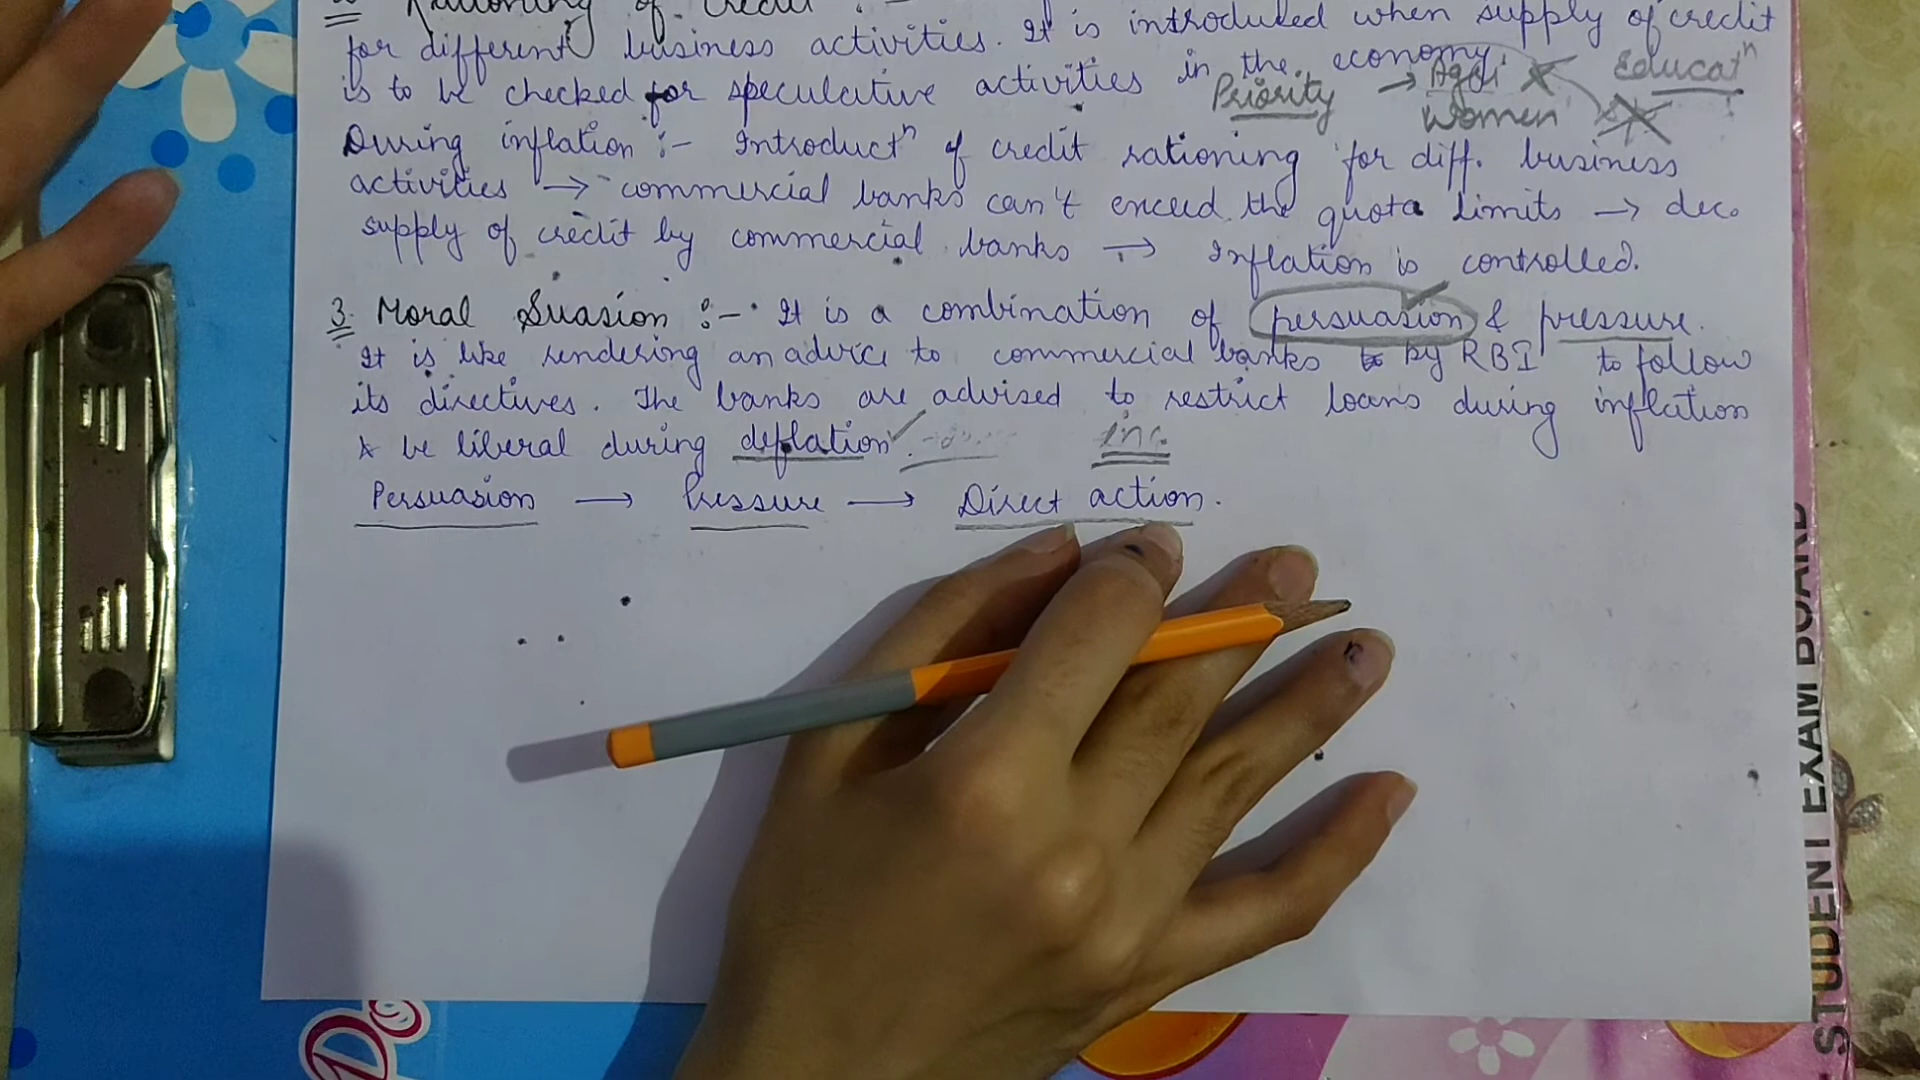 Rationing of credit :-
for different business activities. It is introduced when supply of credit
is to be checked for speculative activities in the economy.
Priority → Agri Educatⁿ
Women
During inflation :- Introductⁿ of credit rationing for diff. business
activities → commercial banks can't exceed the quota limits → dec.
supply of credit by commercial banks → Inflation is controlled.
3. Moral Suasion :- It is a combination of persuasion & pressure.
It is like rendering an advice to commercial banks by RBI to follow
its directives. The banks are advised to restrict loans during inflation
& be liberal during deflation. inc.
Persuasion → Pressure → Direct action.
STUDENT EXAM BOARD